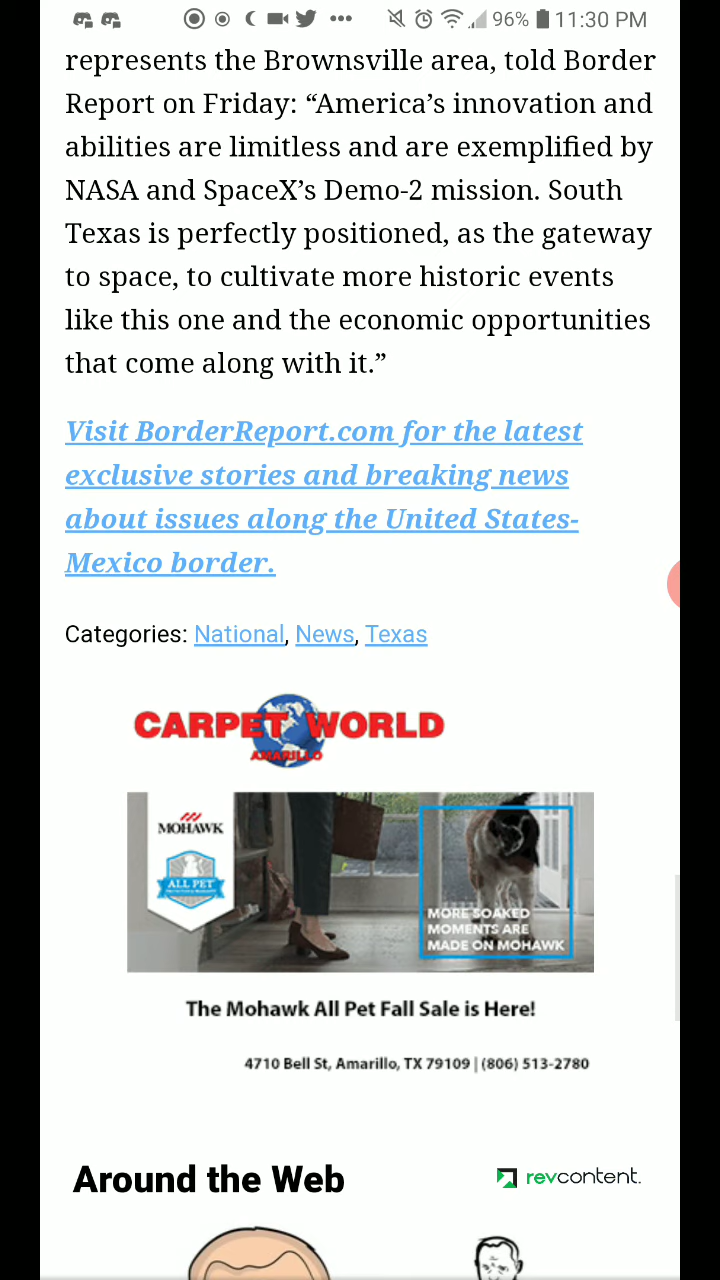 96% 11:30 PM
represents the Brownsville area, told Border
Report on Friday: “America’s innovation and
abilities are limitless and are exemplified by
NASA and SpaceX’s Demo-2 mission. South
Texas is perfectly positioned, as the gateway
to space, to cultivate more historic events
like this one and the economic opportunities
that come along with it.”
Visit BorderReport.com for the latest
exclusive stories and breaking news
about issues along the United States-
Mexico border.
Categories: National, News, Texas
CARPET WORLD
AMARILLO
MOHAWK
ALL PET
MORE SOAKED
MOMENTS ARE
MADE ON MOHAWK
The Mohawk All Pet Fall Sale is Here!
4710 Bell St, Amarillo, TX 79109 | (806) 513-2780
Around the Web
revcontent.